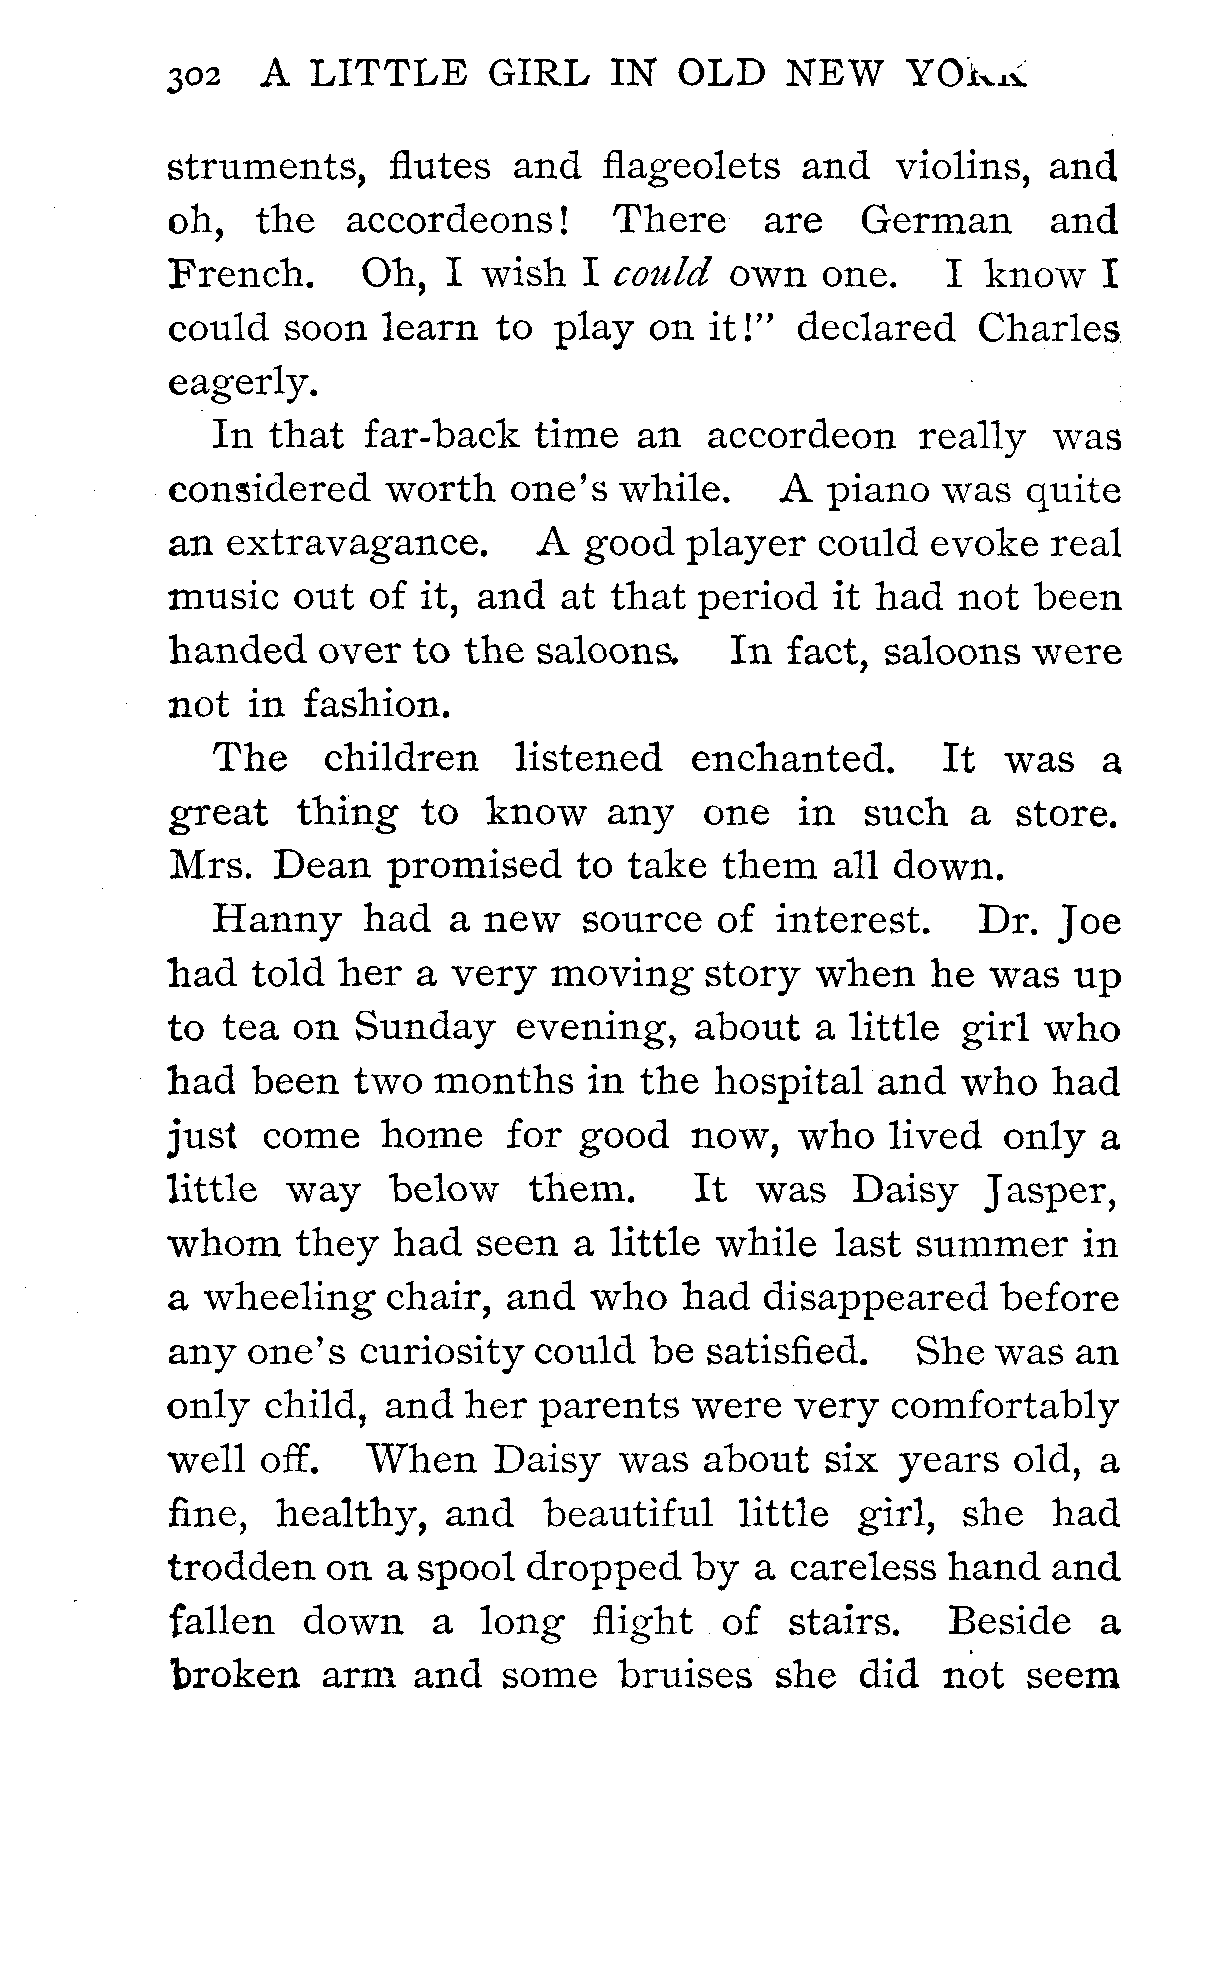 302 A LITTLE GIRL IN OLD NEW YORK
struments, flutes and flageolets and violins, and
oh, the accordeons! There are German and
French. Oh, I wish I could own one. I know I
could soon learn to play on it!" declared Charles
eagerly.
In that far-back time an accordeon really was
considered worth one's while. A piano was quite
an extravagance. A good player could evoke real
music out of it, and at that period it had not been
handed over to the saloons. In fact, saloons were
not in fashion.
The children listened enchanted. It was a
great thing to know any one in such a store.
Mrs. Dean promised to take them all down.
Hanny had a new source of interest. Dr. Joe
had told her a very moving story when he was up
to tea on Sunday evening, about a little girl who
had been two months in the hospital and who had
just come home for good now, who lived only a
little way below them. It was Daisy Jasper,
whom they had seen a little while last summer in
a wheeling chair, and who had disappeared before
any one's curiosity could be satisfied. She was an
only child, and her parents were very comfortably
well off. When Daisy was about six years old, a
fine, healthy, and beautiful little girl, she had
trodden on a spool dropped by a careless hand and
fallen down a long flight of stairs. Beside a
broken arm and some bruises she did not seem